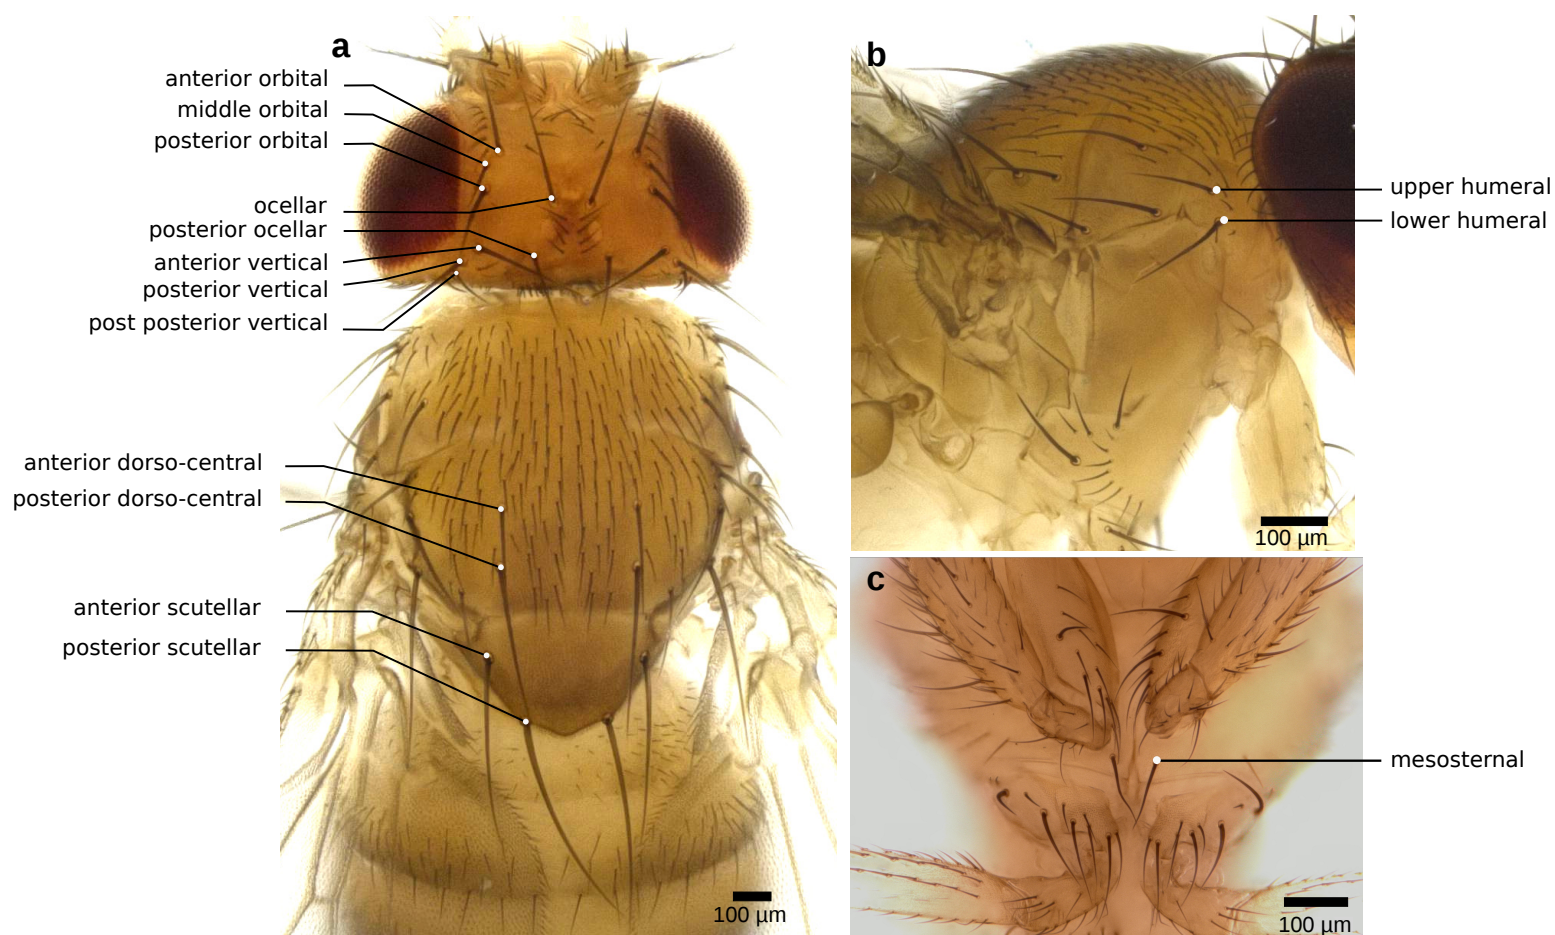 a
anterior orbital
middle orbital
posterior orbital
ocellar
posterior ocellar
anterior vertical
posterior vertical
post posterior vertical
anterior dorso-central
posterior dorso-central
anterior scutellar
posterior scutellar
100 µm
b
upper humeral
lower humeral
100 µm
c
mesosternal
100 µm